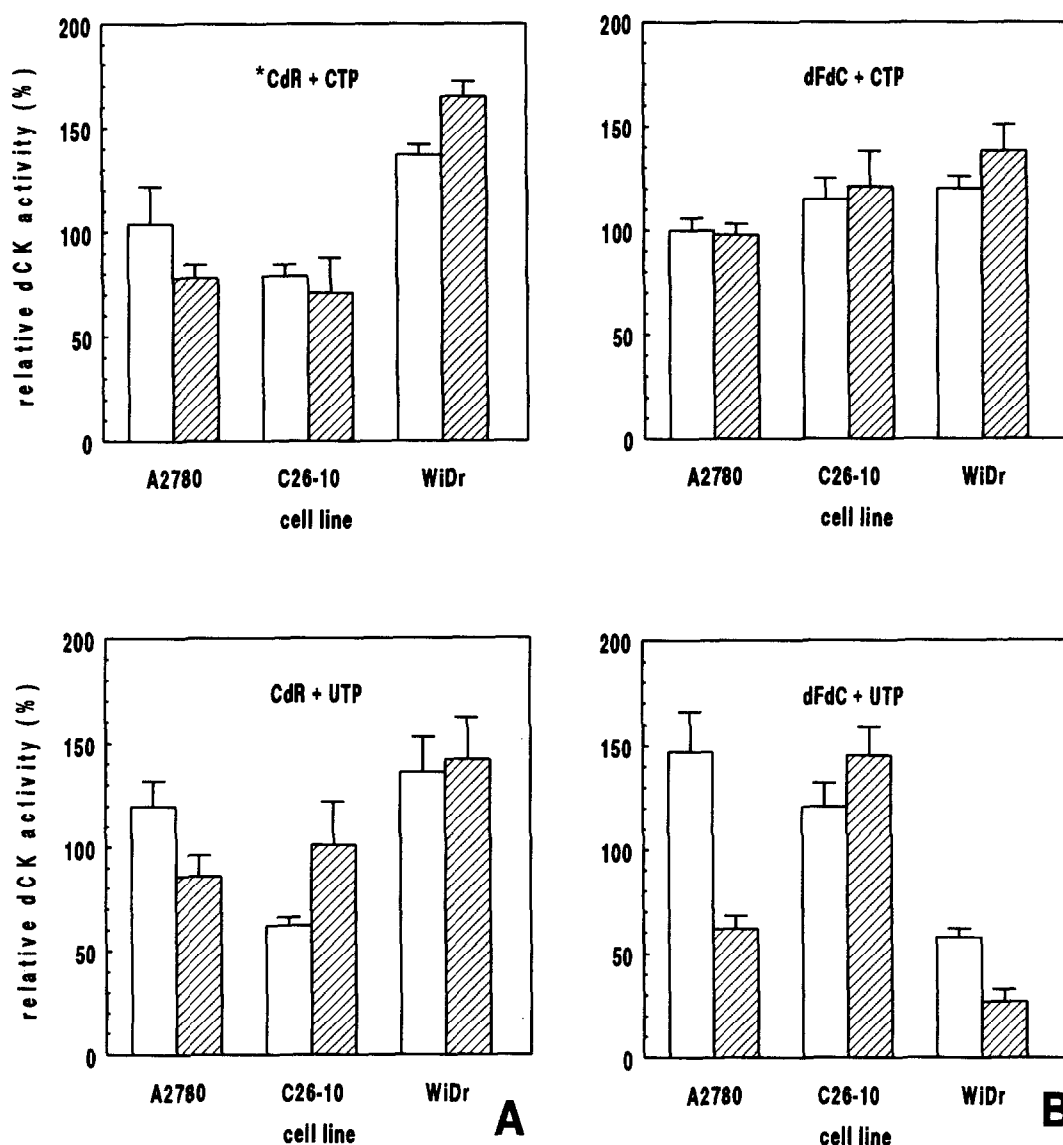 200
150
100
50
0
relative dCK activity (%)
*CdR + CTP
A2780 C26-10 WiDr
cell line
200
150
100
50
0
dFdC + CTP
A2780 C26-10 WiDr
cell line
200
150
100
50
0
relative dCK activity (%)
CdR + UTP
A2780 C26-10 WiDr
cell line
A
200
150
100
50
0
dFdC + UTP
A2780 C26-10 WiDr
cell line
B